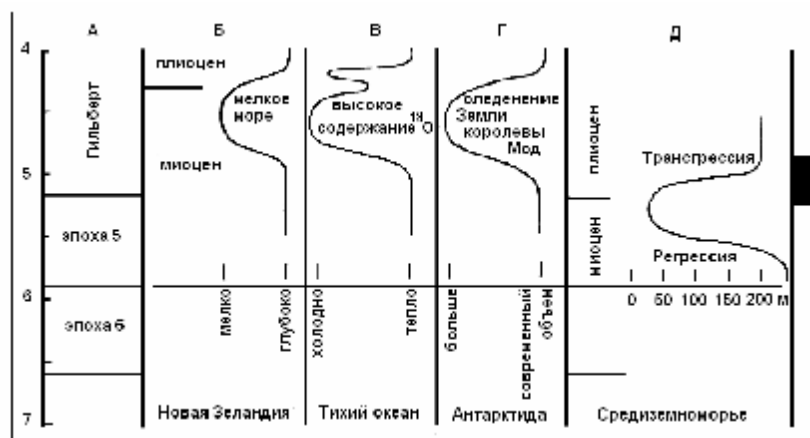 А
Б
В
Г
Д
4
5
6
7
Гильберт
эпоха 5
эпоха 6
плиоцен
миоцен
мелкое
море
мелко
глубоко
Новая Зеландия
высокое
содержание 18 О
холодно
тепло
Тихий океан
оледенение
Земли
королевы
Мод
больше
современный
объем
Антарктида
плиоцен
миоцен
Трансгрессия
Регрессия
0 50 100 150 200 м
Средиземноморье